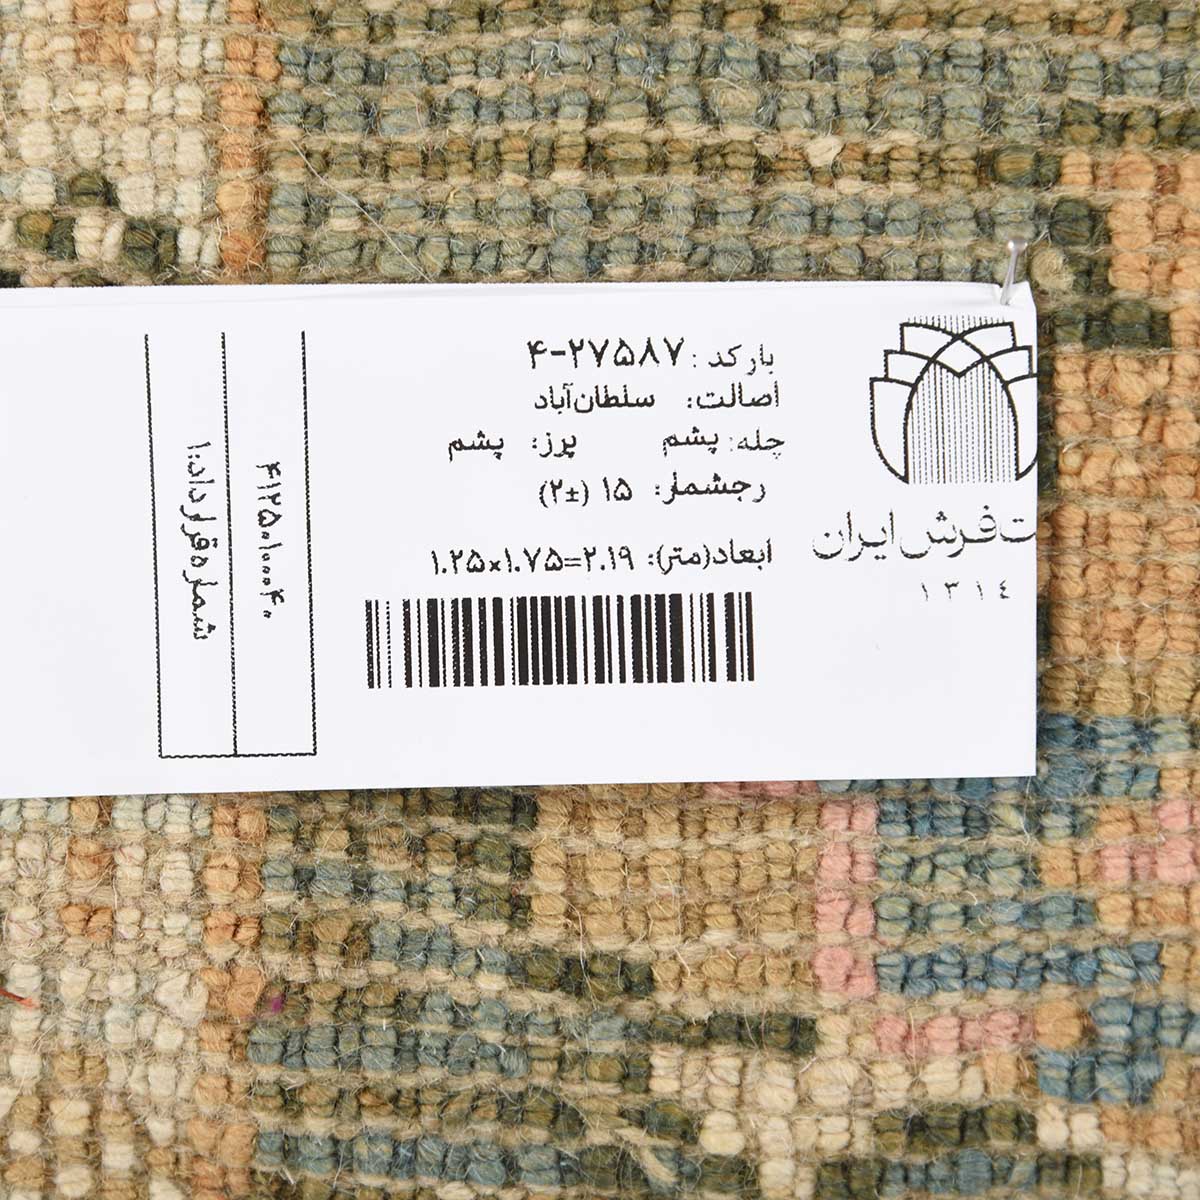 بارکد: ۴-۲۷۵۸۷
اصالت: سلطان‌آباد
چله: پشم پرز: پشم
رجشمار: ۱۵ (±۲)
ابعاد(متر): ۲.۱۹=۱.۲۵×۱.۷۵
فرش ایران
۱۳۱۴
۴۱۲۵۰۱۰۰۰۴۰
شماره قرارداد:۱